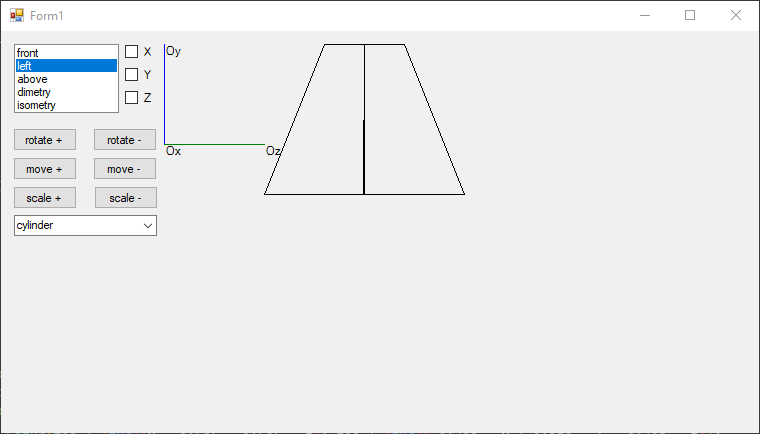 Form1
front
left
above
dimetry
isometry
X
Y
Z
rotate +
rotate -
move +
move -
scale +
scale -
cylinder
Oy
Ox
Oz